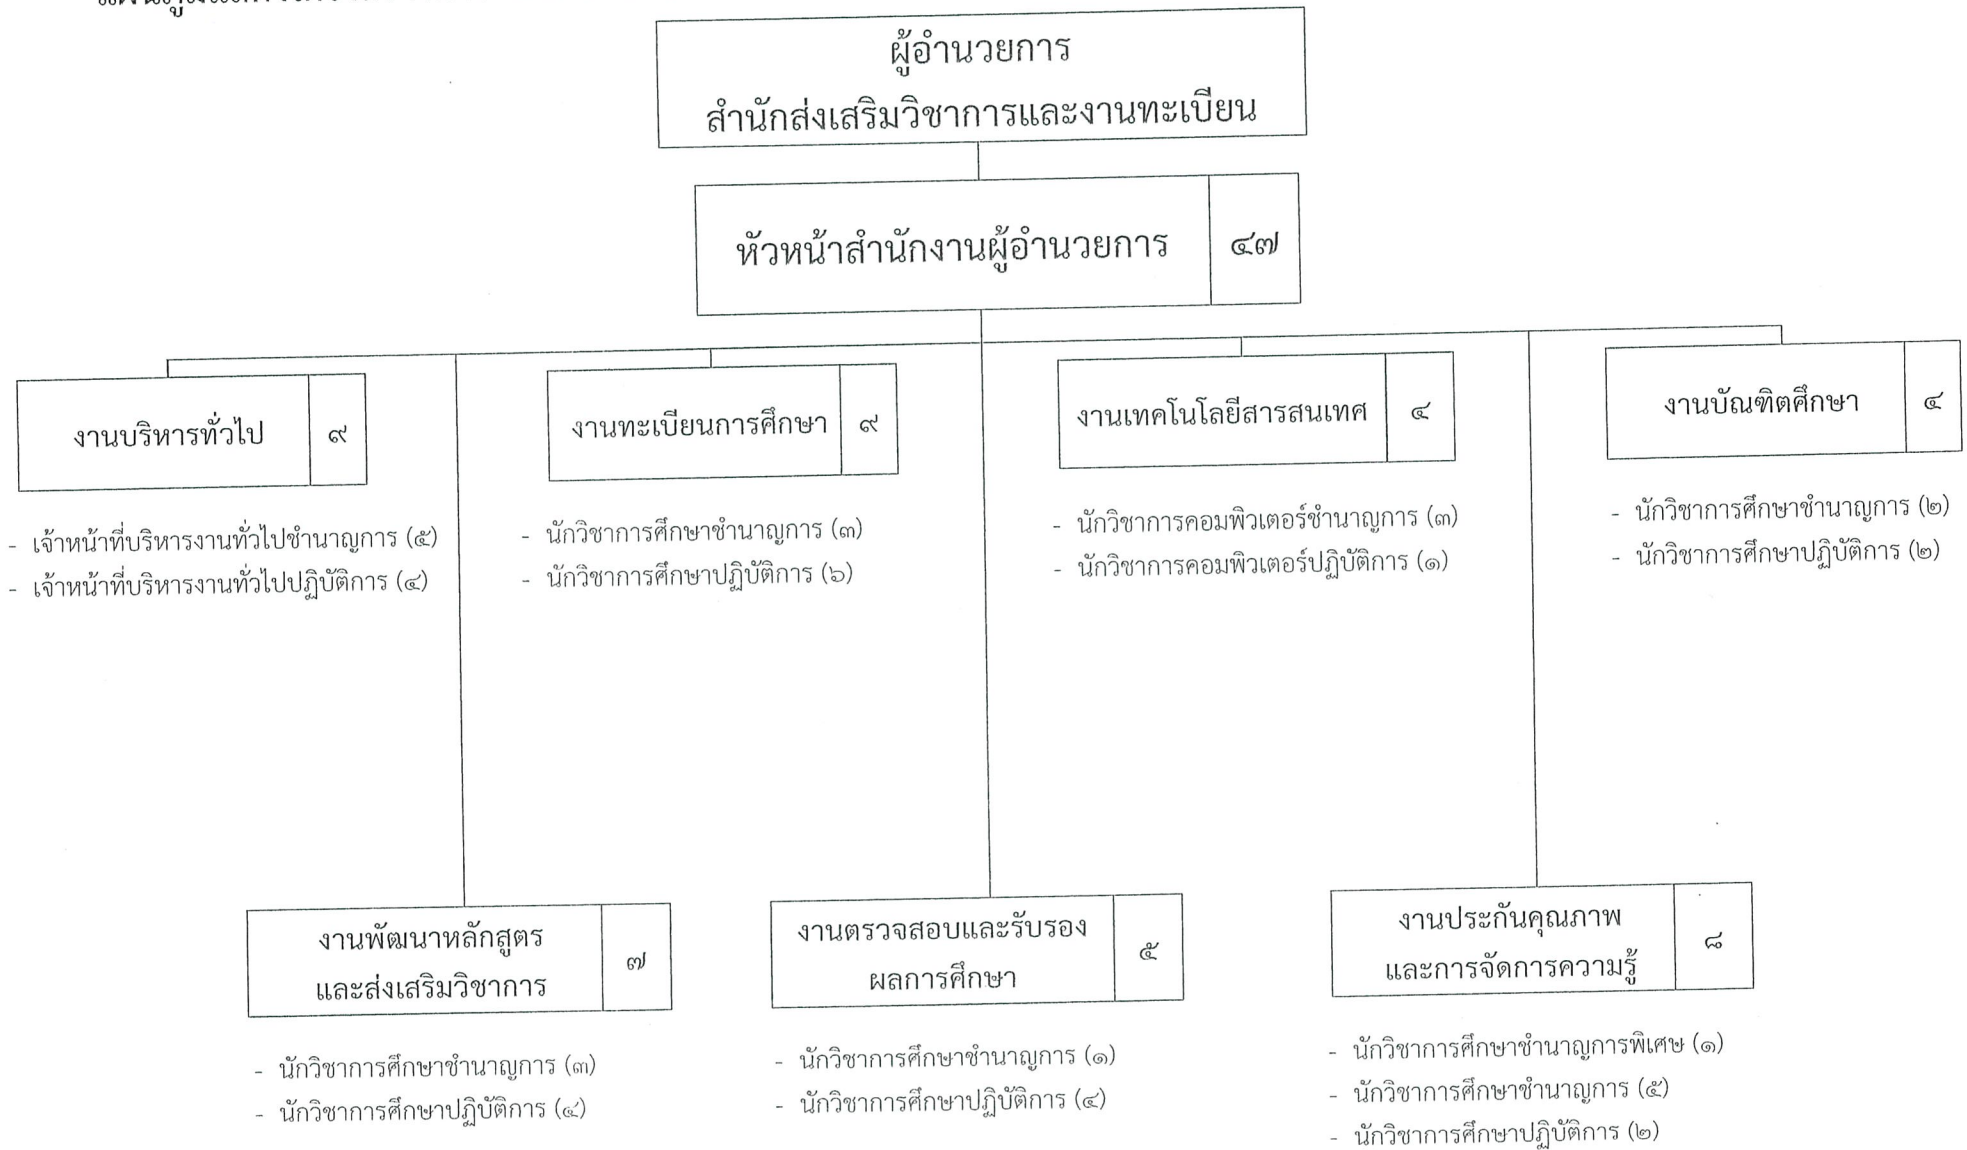 ผู้อำนวยการ
สำนักส่งเสริมวิชาการและงานทะเบียน
หัวหน้าสำนักงานผู้อำนวยการ ๔๗
งานบริหารทั่วไป ๙
- เจ้าหน้าที่บริหารงานทั่วไปชำนาญการ (๕)
- เจ้าหน้าที่บริหารงานทั่วไปปฏิบัติการ (๔)
งานทะเบียนการศึกษา ๙
- นักวิชาการศึกษาชำนาญการ (๓)
- นักวิชาการศึกษาปฏิบัติการ (๖)
งานเทคโนโลยีสารสนเทศ ๔
- นักวิชาการคอมพิวเตอร์ชำนาญการ (๓)
- นักวิชาการคอมพิวเตอร์ปฏิบัติการ (๑)
งานบัณฑิตศึกษา ๔
- นักวิชาการศึกษาชำนาญการ (๒)
- นักวิชาการศึกษาปฏิบัติการ (๒)
งานพัฒนาหลักสูตร
และส่งเสริมวิชาการ ๗
- นักวิชาการศึกษาชำนาญการ (๓)
- นักวิชาการศึกษาปฏิบัติการ (๔)
งานตรวจสอบและรับรอง
ผลการศึกษา ๕
- นักวิชาการศึกษาชำนาญการ (๑)
- นักวิชาการศึกษาปฏิบัติการ (๔)
งานประกันคุณภาพ
และการจัดการความรู้ ๘
- นักวิชาการศึกษาชำนาญการพิเศษ (๑)
- นักวิชาการศึกษาชำนาญการ (๕)
- นักวิชาการศึกษาปฏิบัติการ (๒)